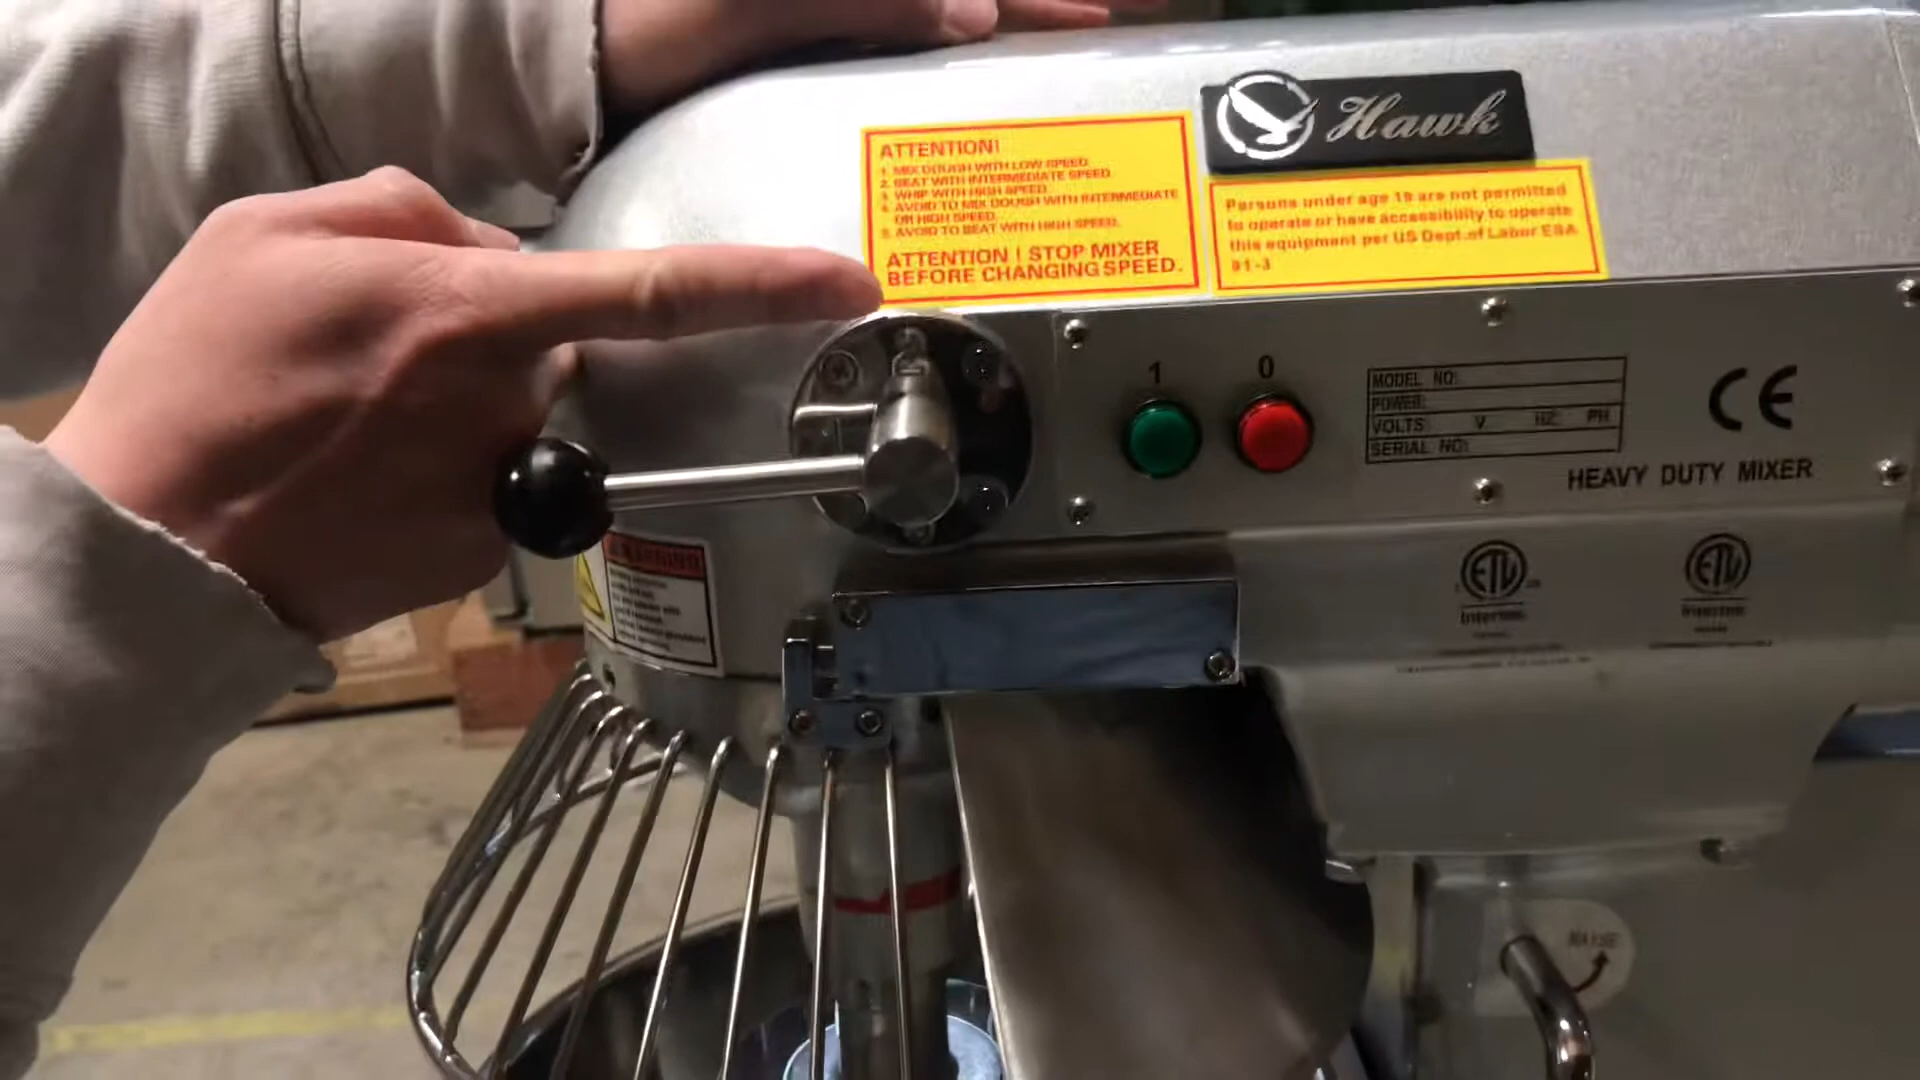 Hawk
ATTENTION!
1. MIX DOUGH WITH LOW SPEED.
2. BEAT WITH INTERMEDIATE SPEED.
3. WHIP WITH HIGH SPEED.
4. AVOID TO MIX DOUGH WITH INTERMEDIATE
OR HIGH SPEED.
5. AVOID TO BEAT WITH HIGH SPEED.
ATTENTION ! STOP MIXER
BEFORE CHANGING SPEED.
Persons under age 18 are not permitted
to operate or have accessibility to operate
this equipment per US Dept.of Labor ESA
91-3
1
0
MODEL NO:
POWER:
VOLTS: V HZ: PH
SERIAL NO:
CE
HEAVY DUTY MIXER
ETL
Intertek
ETL
Intertek
RAISE